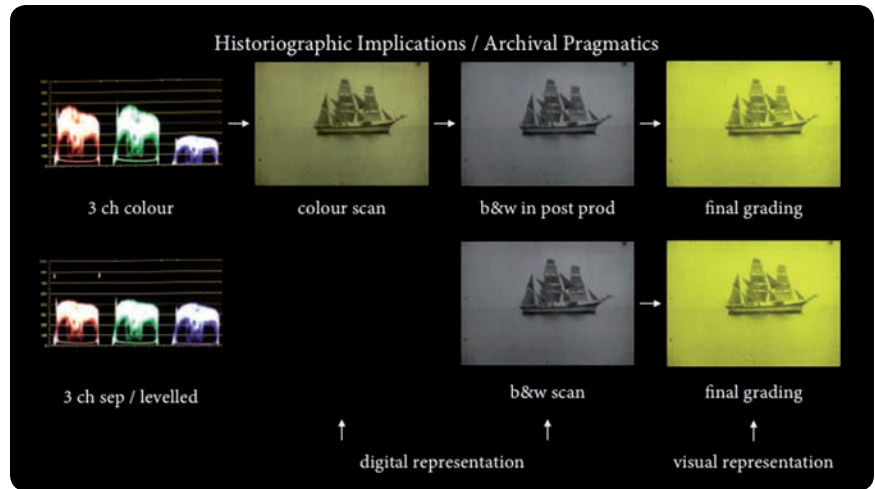 Historiographic Implications / Archival Pragmatics
3 ch colour
colour scan
b&w in post prod
final grading
3 ch sep / levelled
b&w scan
final grading
digital representation
visual representation